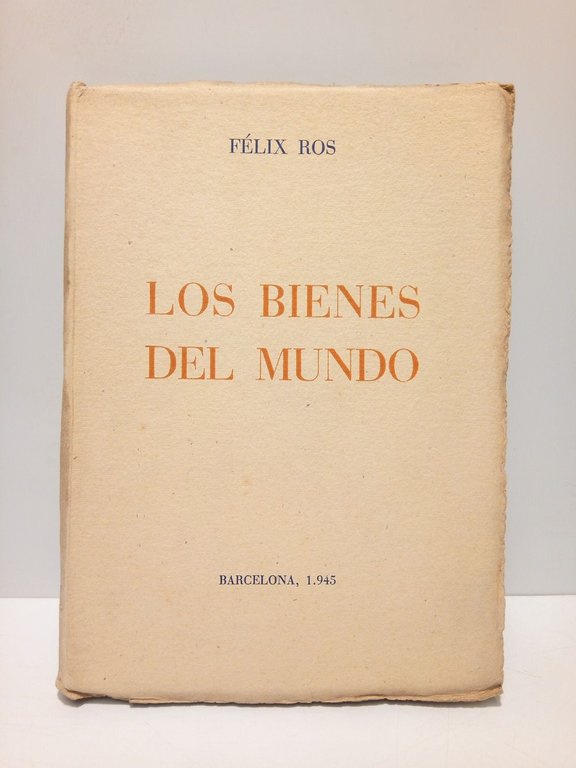 FÉLIX ROS
LOS BIENES
DEL MUNDO
BARCELONA, 1.945